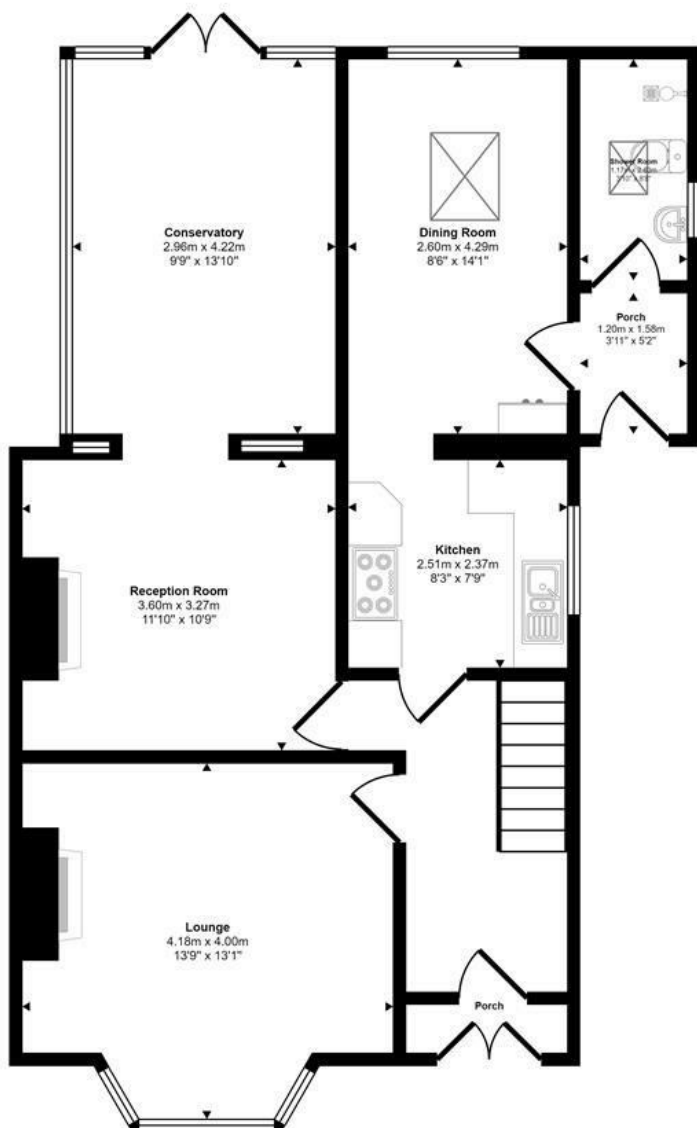 Conservatory
2.96m x 4.22m
9'9" x 13'10"
Dining Room
2.60m x 4.29m
8'6" x 14'1"
Shower Room
Porch
1.20m x 1.58m
3'11" x 5'2"
Kitchen
2.51m x 2.37m
8'3" x 7'9"
Reception Room
3.60m x 3.27m
11'10" x 10'9"
Lounge
4.18m x 4.00m
13'9" x 13'1"
Porch